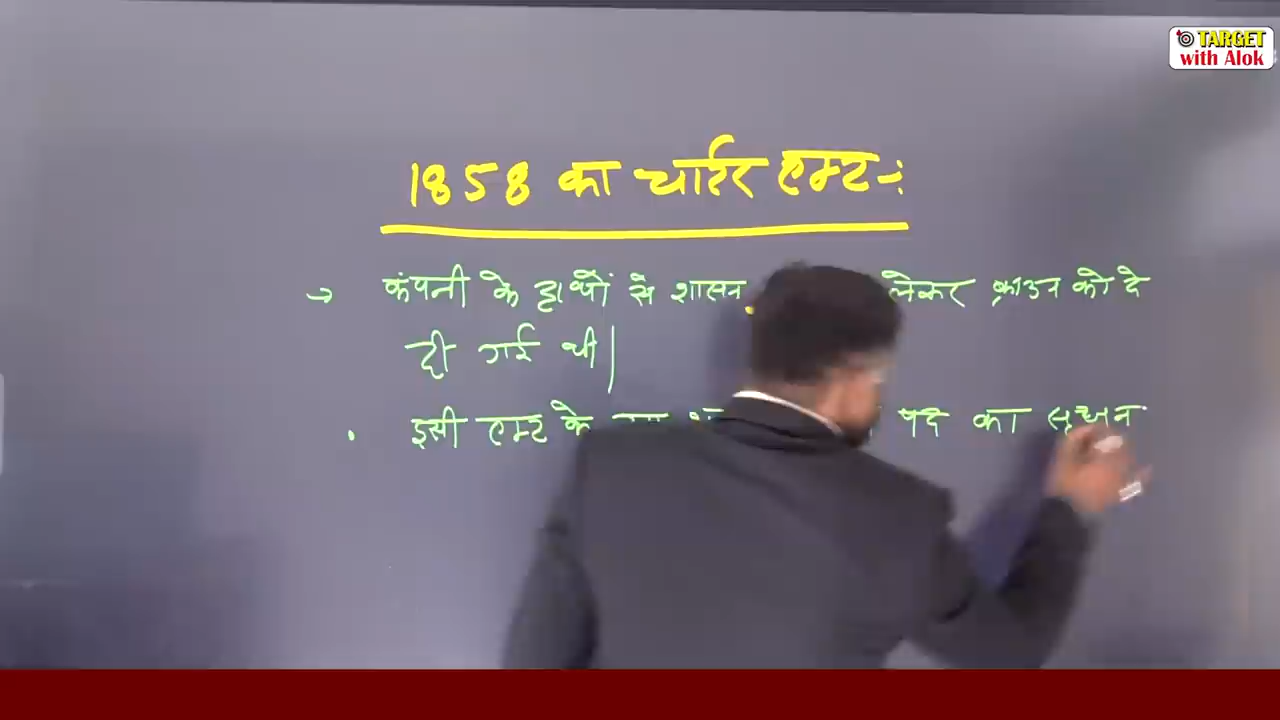 TARGET
with Alok
1858 का चार्टर एक्ट-:
→ कंपनी के हाथों से शासन लेकर क्राउन को दे
दी गई थी|
• इसी एक्ट के पद का सृजन